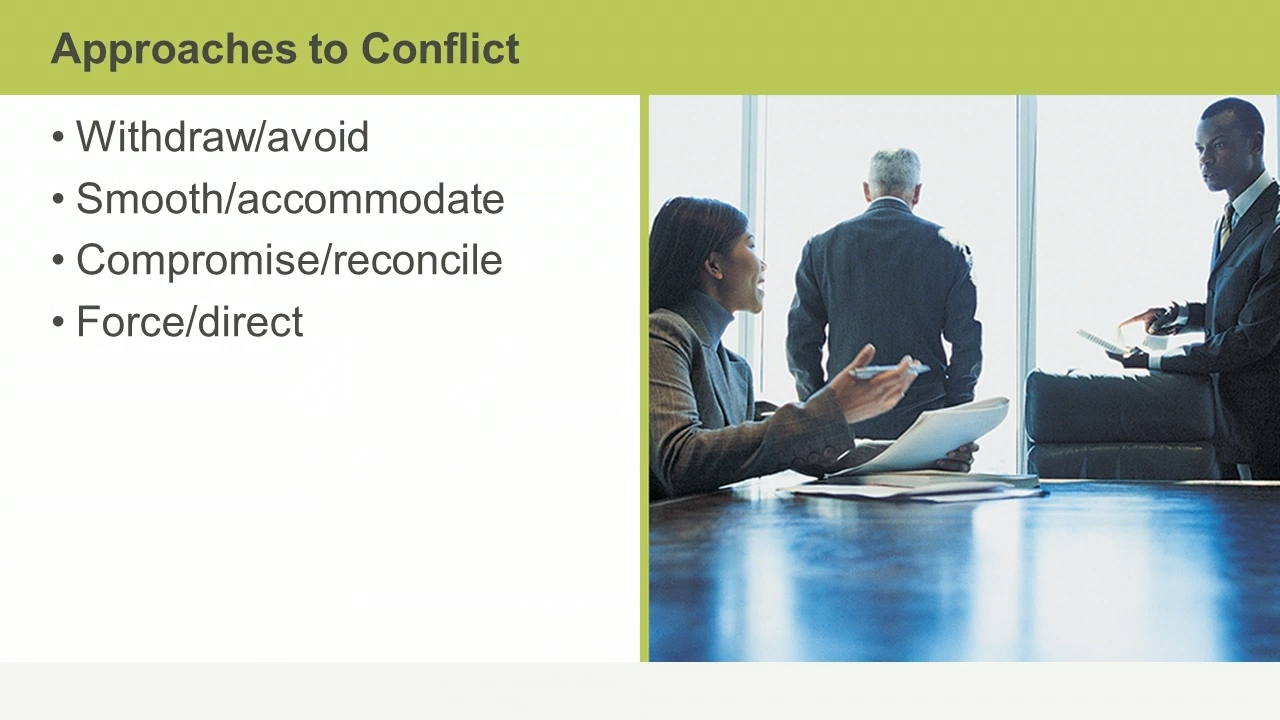 Approaches to Conflict
• Withdraw/avoid
• Smooth/accommodate
• Compromise/reconcile
• Force/direct